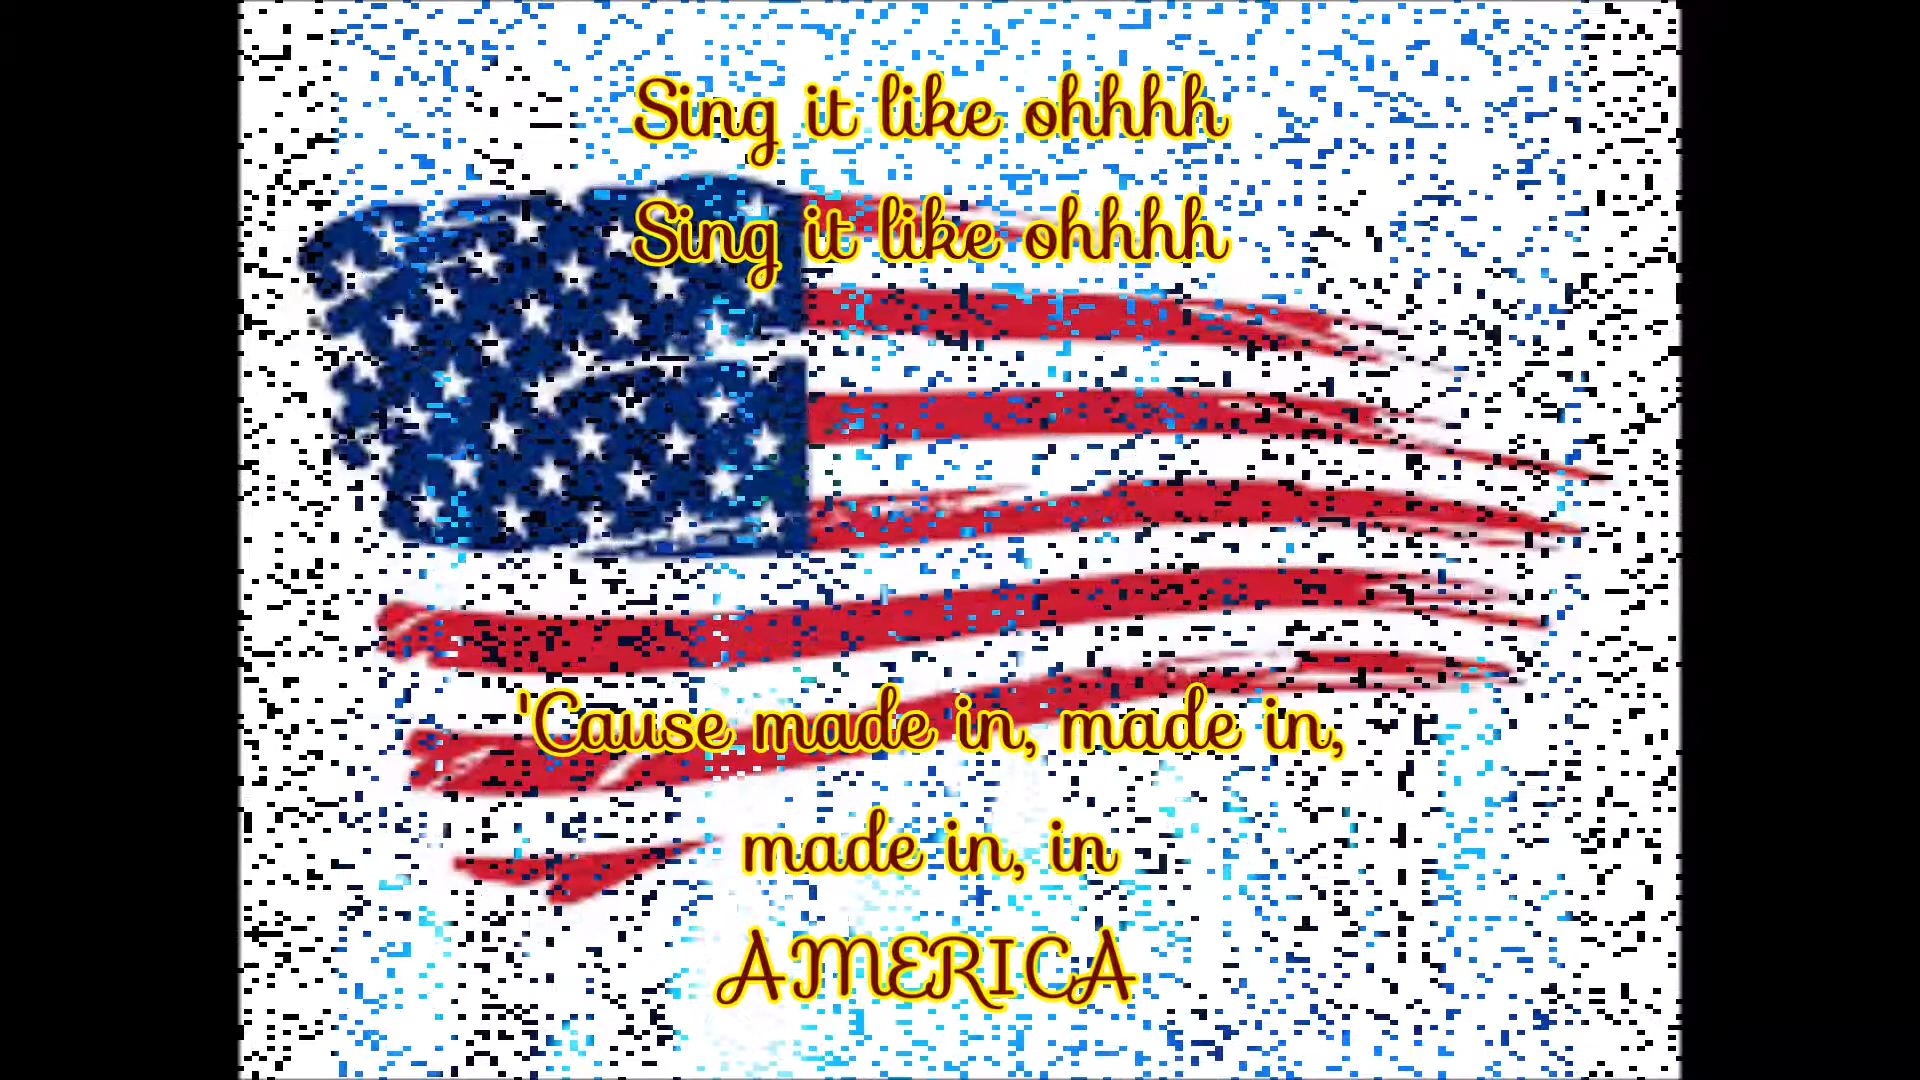 Sing it like ohhhh
Sing it like ohhhh
'Cause made in, made in,
made in, in
AMERICA